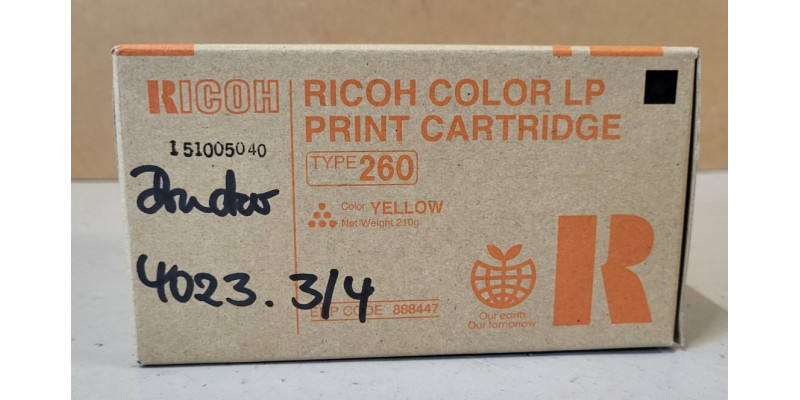 RICOH
RICOH COLOR LP
PRINT CARTRIDGE
TYPE 260
151005040
Drucker
Color YELLOW
Net Weight 210g
4023. 3/4
EDP CODE 888447
Our earth
Our tomorrow
R